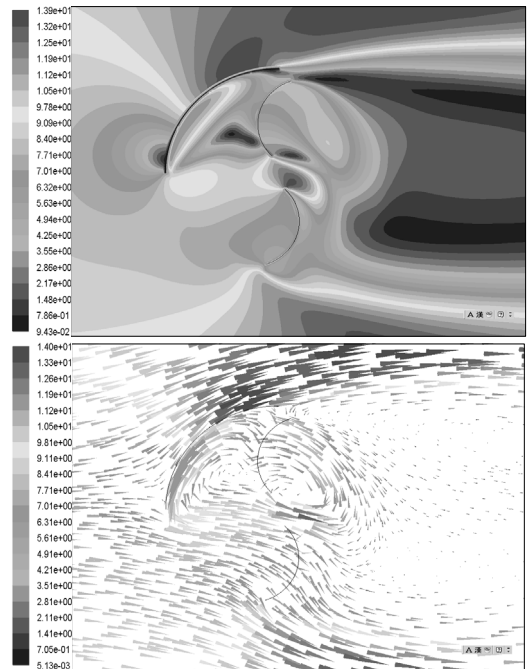 1.39e+01
1.32e+01
1.25e+01
1.19e+01
1.12e+01
1.05e+01
9.78e+00
9.09e+00
8.40e+00
7.71e+00
7.01e+00
6.32e+00
5.63e+00
4.94e+00
4.25e+00
3.55e+00
2.86e+00
2.17e+00
1.48e+00
7.86e-01
9.43e-02
A 漢
1.40e+01
1.33e+01
1.26e+01
1.19e+01
1.12e+01
1.05e+01
9.81e+00
9.11e+00
8.41e+00
7.71e+00
7.01e+00
6.31e+00
5.61e+00
4.91e+00
4.21e+00
3.51e+00
2.81e+00
2.11e+00
1.41e+00
7.05e-01
5.13e-03
A 漢